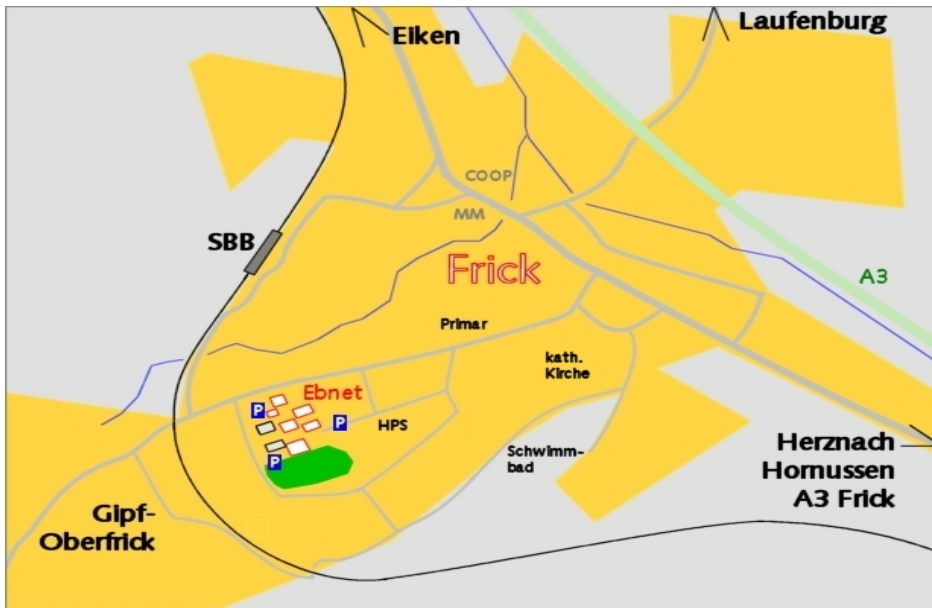 Eiken
Laufenburg
COOP
MM
SBB
Frick
A3
Primar
kath.
Kirche
Ebnet
P
P
HPS
P
Schwimm-
bad
Herznach
Hornussen
A3 Frick
Gipf-
Oberfrick